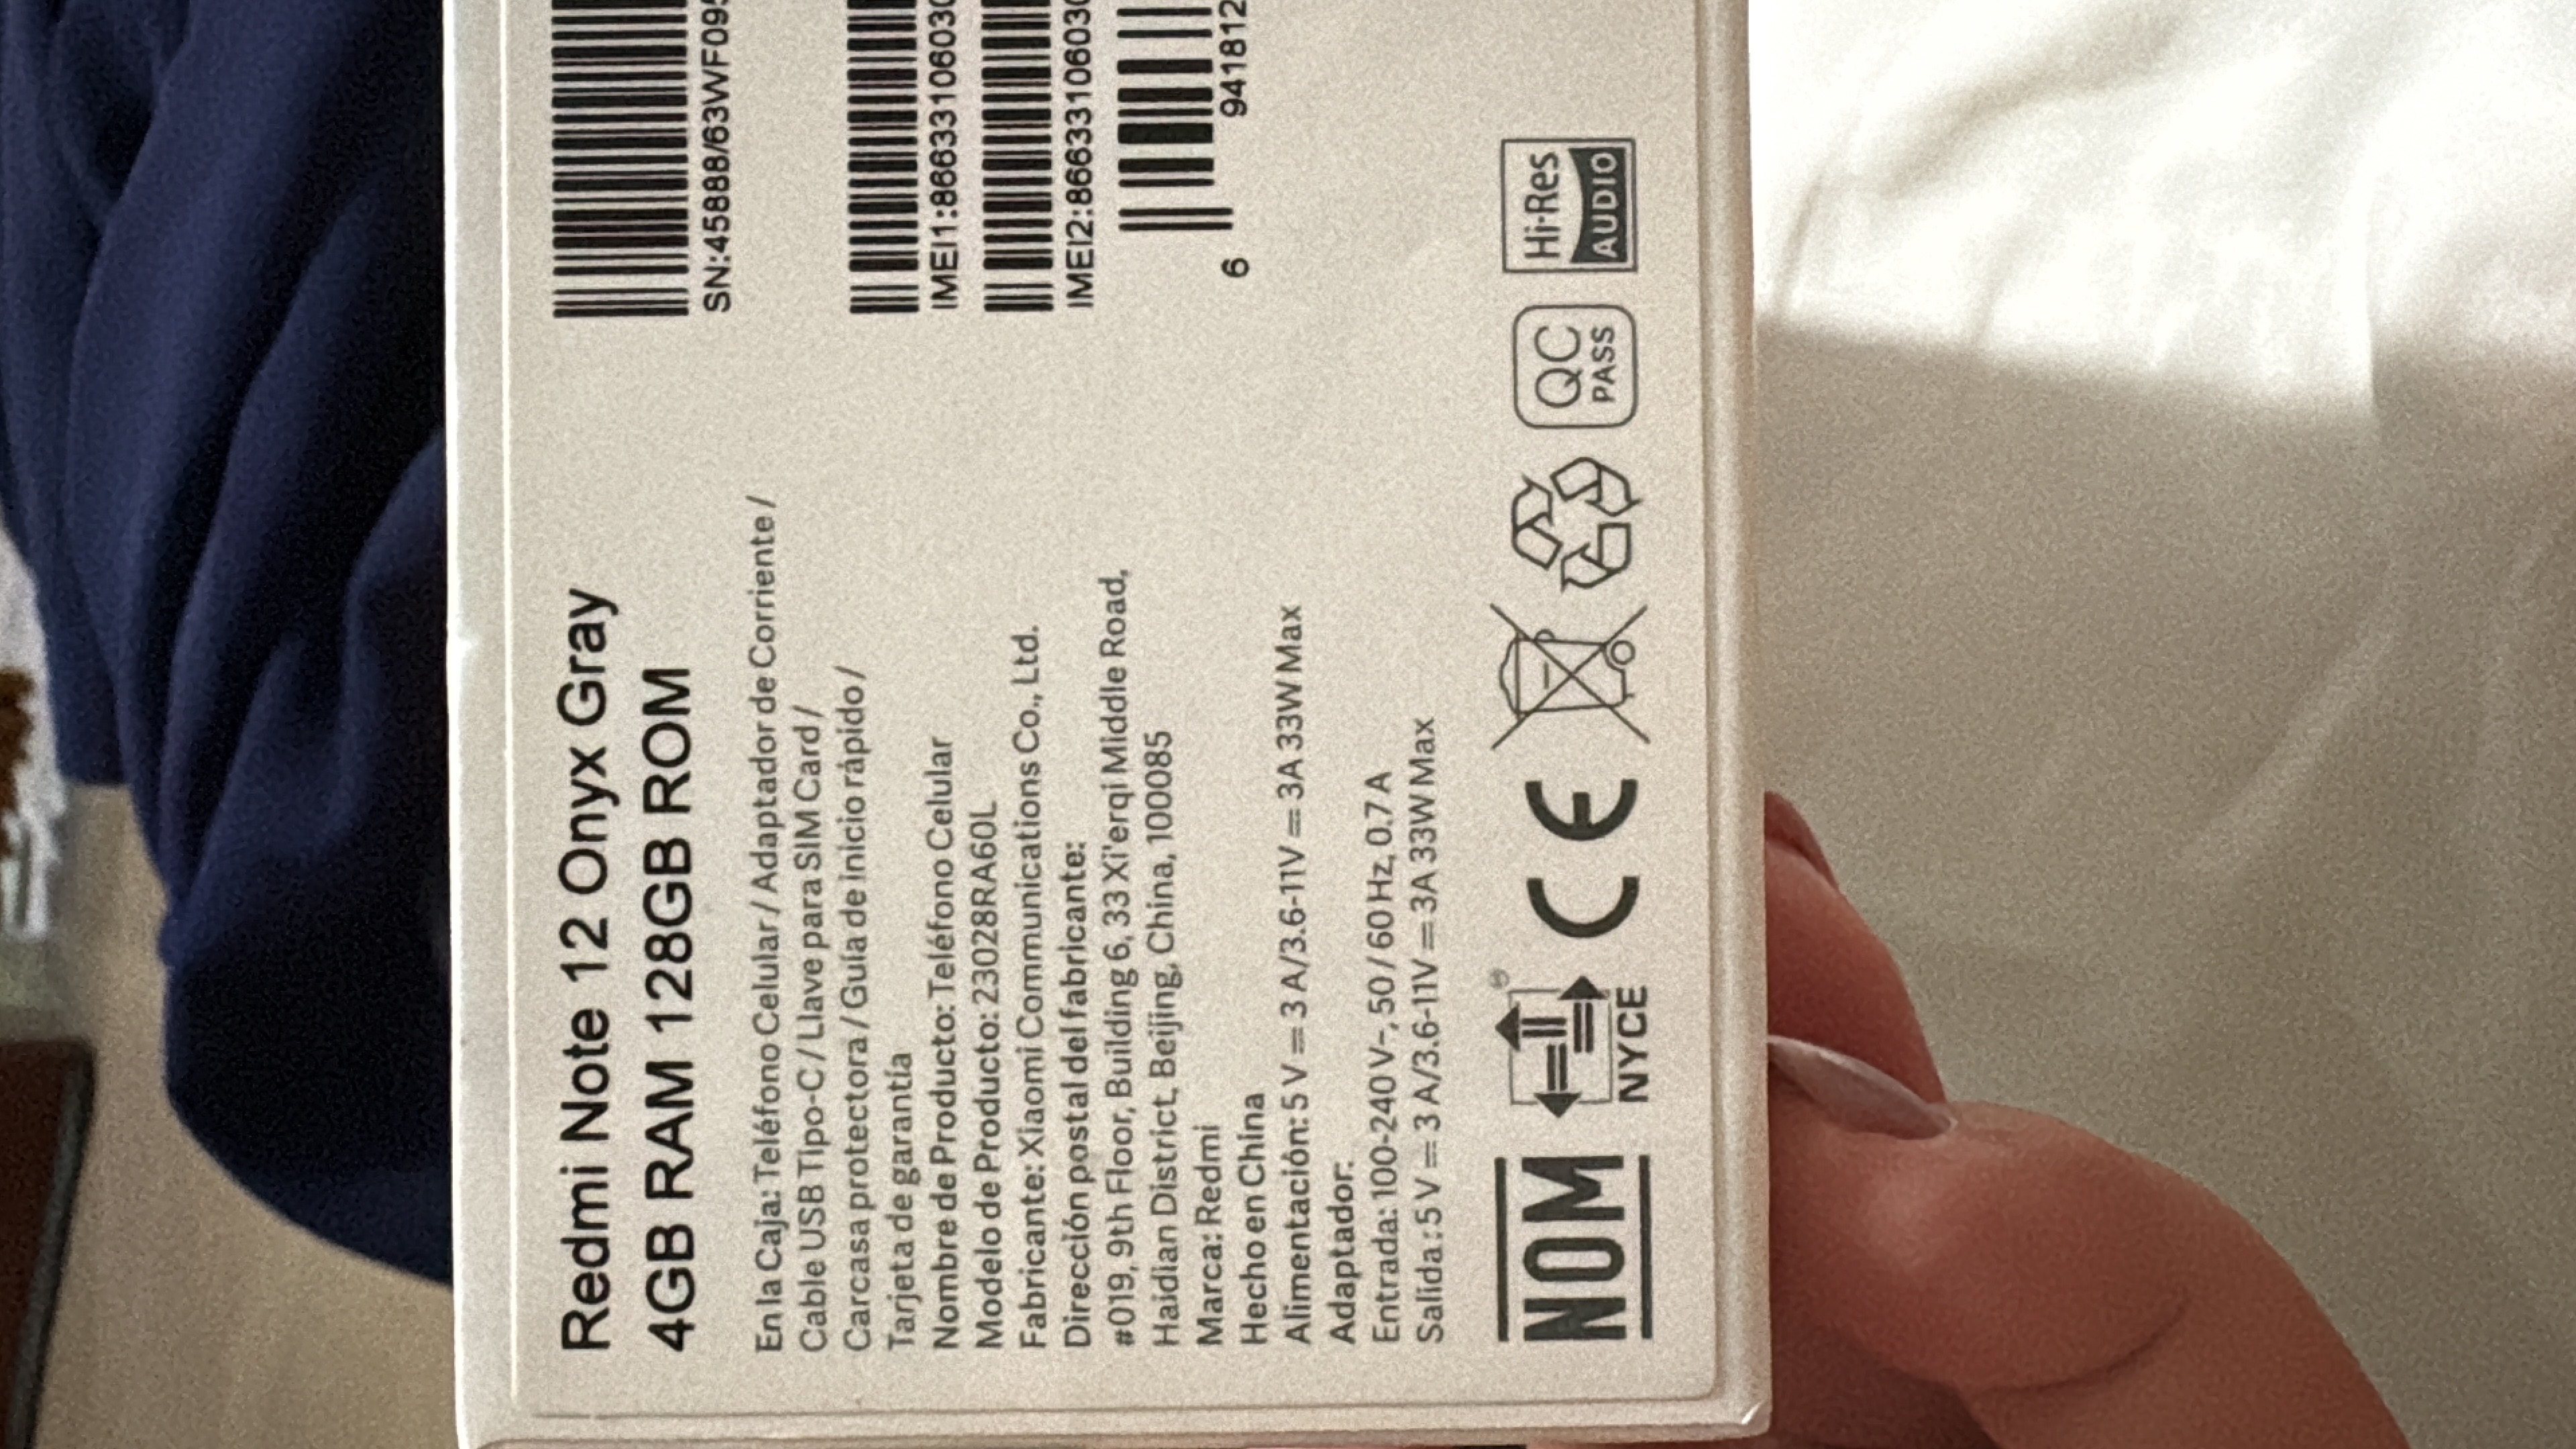 Redmi Note 12 Onyx Gray
4GB RAM 128GB ROM
En la Caja: Teléfono Celular / Adaptador de Corriente /
Cable USB Tipo-C / Llave para SIM Card /
Carcasa protectora / Guía de inicio rápido /
Tarjeta de garantía
Nombre de Producto: Teléfono Celular
Modelo de Producto: 23028RA60L
Fabricante: Xiaomi Communications Co., Ltd.
Dirección postal del fabricante:
#019, 9th Floor, Building 6, 33 Xi'erqi Middle Road,
Haidian District, Beijing, China, 100085
Marca: Redmi
Hecho en China
Alimentación: 5 V ⎓ 3 A/3.6-11V ⎓ 3A 33W Max
Adaptador:
Entrada: 100-240 V~, 50 / 60 Hz, 0.7 A
Salida : 5 V ⎓ 3 A/3.6-11V ⎓ 3A 33W Max
SN:45888/63WF09
IMEI1:86633106030
IMEI2:86633106030
6 941812
NOM
NYCE
CE
QC
PASS
Hi-Res
AUDIO